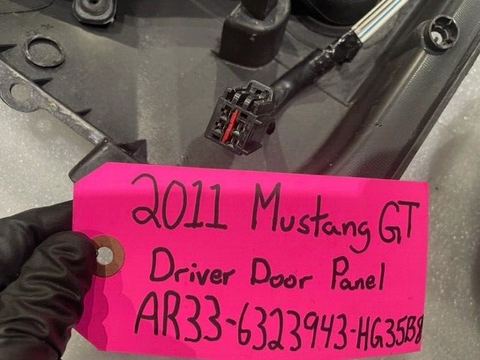 2011 Mustang GT
Driver Door Panel
AR33-6323943-HG35B8